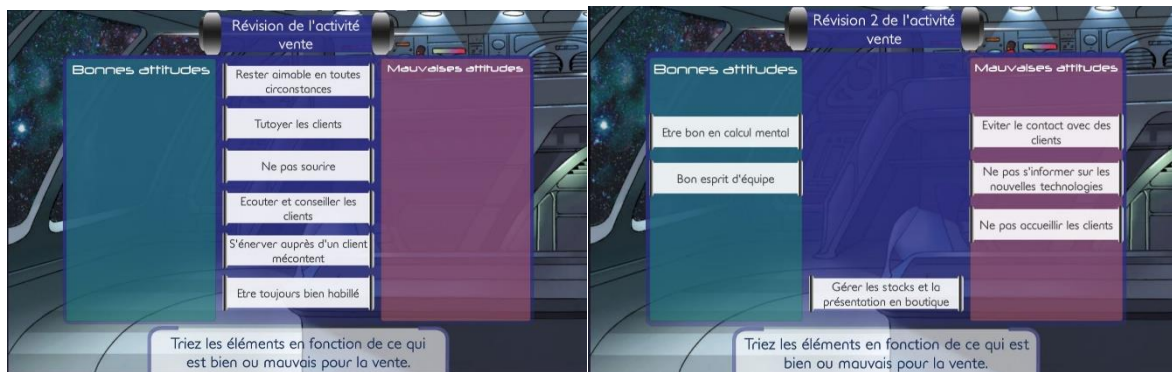 Révision de l'activité
vente
Bonnes attitudes
Mauvaises attitudes
Rester aimable en toutes
circonstances
Tutoyer les clients
Ne pas sourire
Ecouter et conseiller les
clients
S'énerver auprès d'un client
mécontent
Etre toujours bien habillé
Triez les éléments en fonction de ce qui
est bien ou mauvais pour la vente.
Révision 2 de l'activité
vente
Bonnes attitudes
Mauvaises attitudes
Etre bon en calcul mental
Bon esprit d'équipe
Eviter le contact avec des
clients
Ne pas s'informer sur les
nouvelles technologies
Ne pas accueillir les clients
Gérer les stocks et la
présentation en boutique
Triez les éléments en fonction de ce qui est
bien ou mauvais pour la vente.